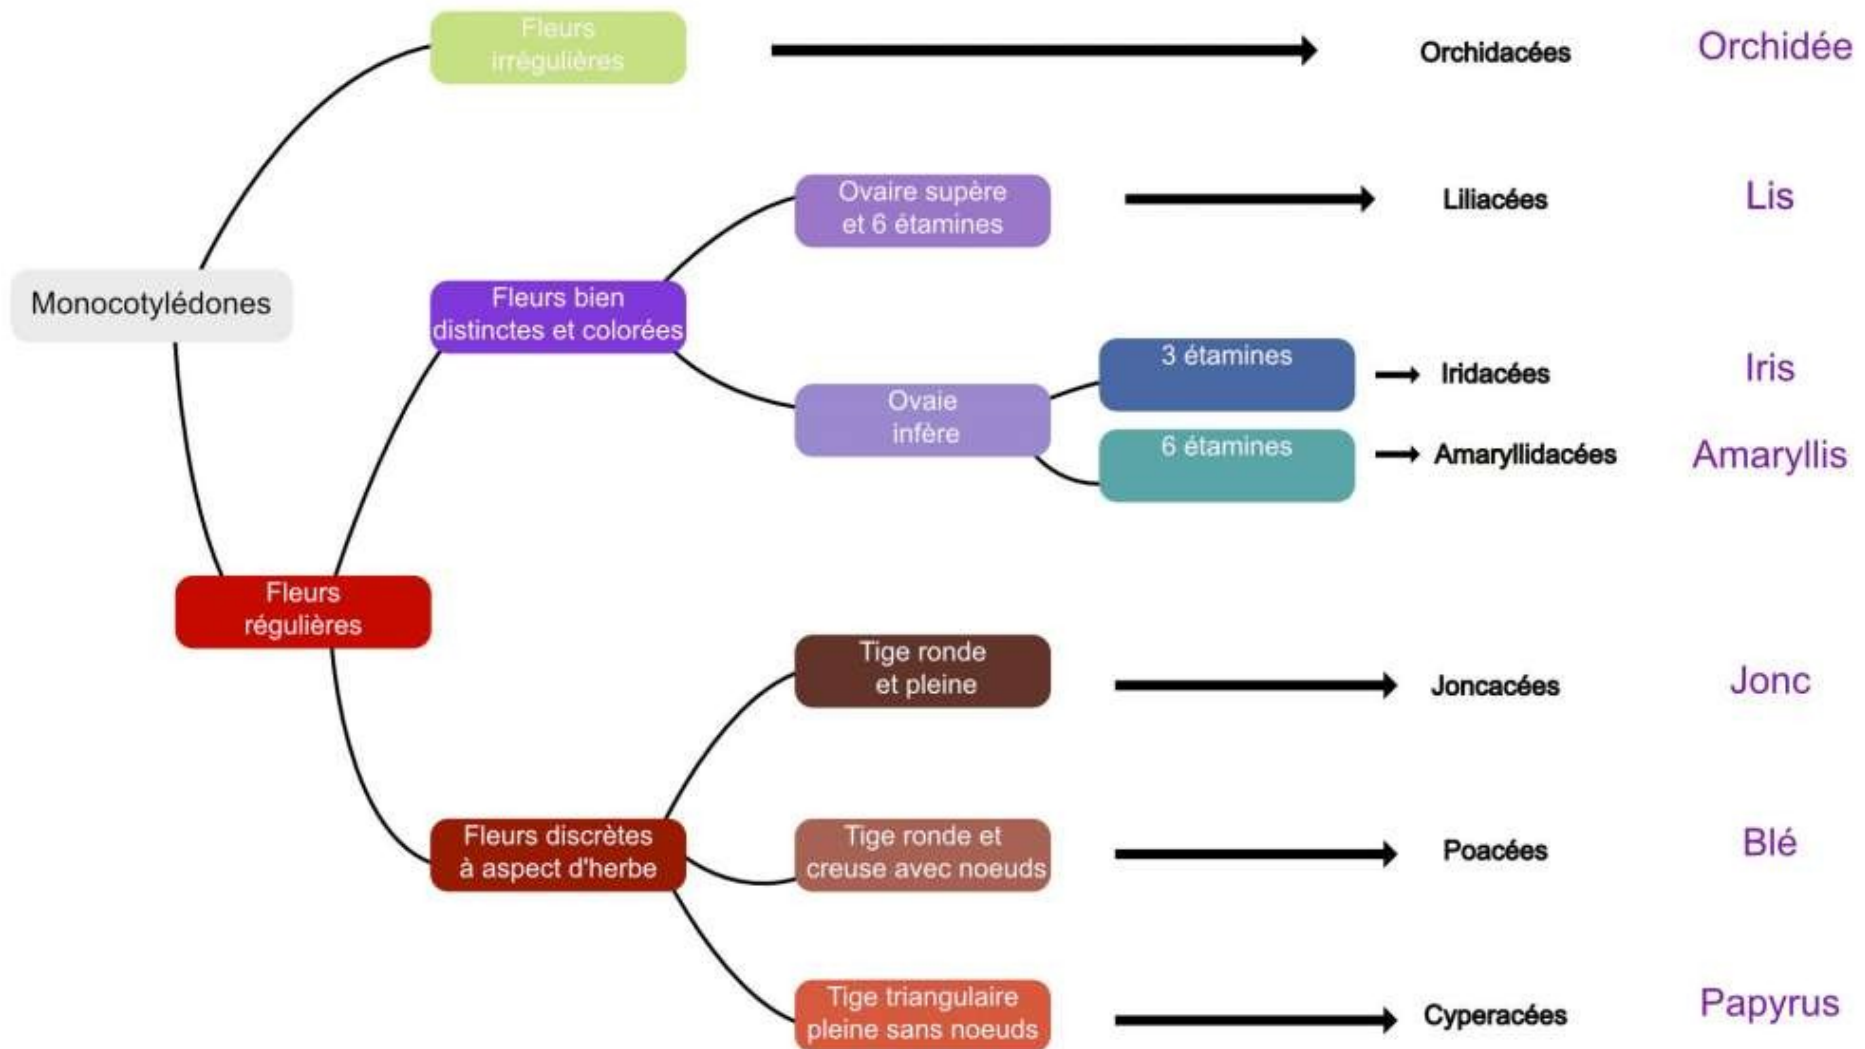 Fleurs
irrégulières
Orchidacées
Orchidée
Ovaire supère
et 6 étamines
Liliacées
Lis
Monocotylédones
Fleurs bien
distinctes et colorées
3 étamines
Iridacées
Iris
Ovaie
infère
6 étamines
Amaryllidacées
Amaryllis
Fleurs
régulières
Tige ronde
et pleine
Joncacées
Jonc
Fleurs discrètes
à aspect d'herbe
Tige ronde et
creuse avec noeuds
Poacées
Blé
Tige triangulaire
pleine sans noeuds
Cyperacées
Papyrus